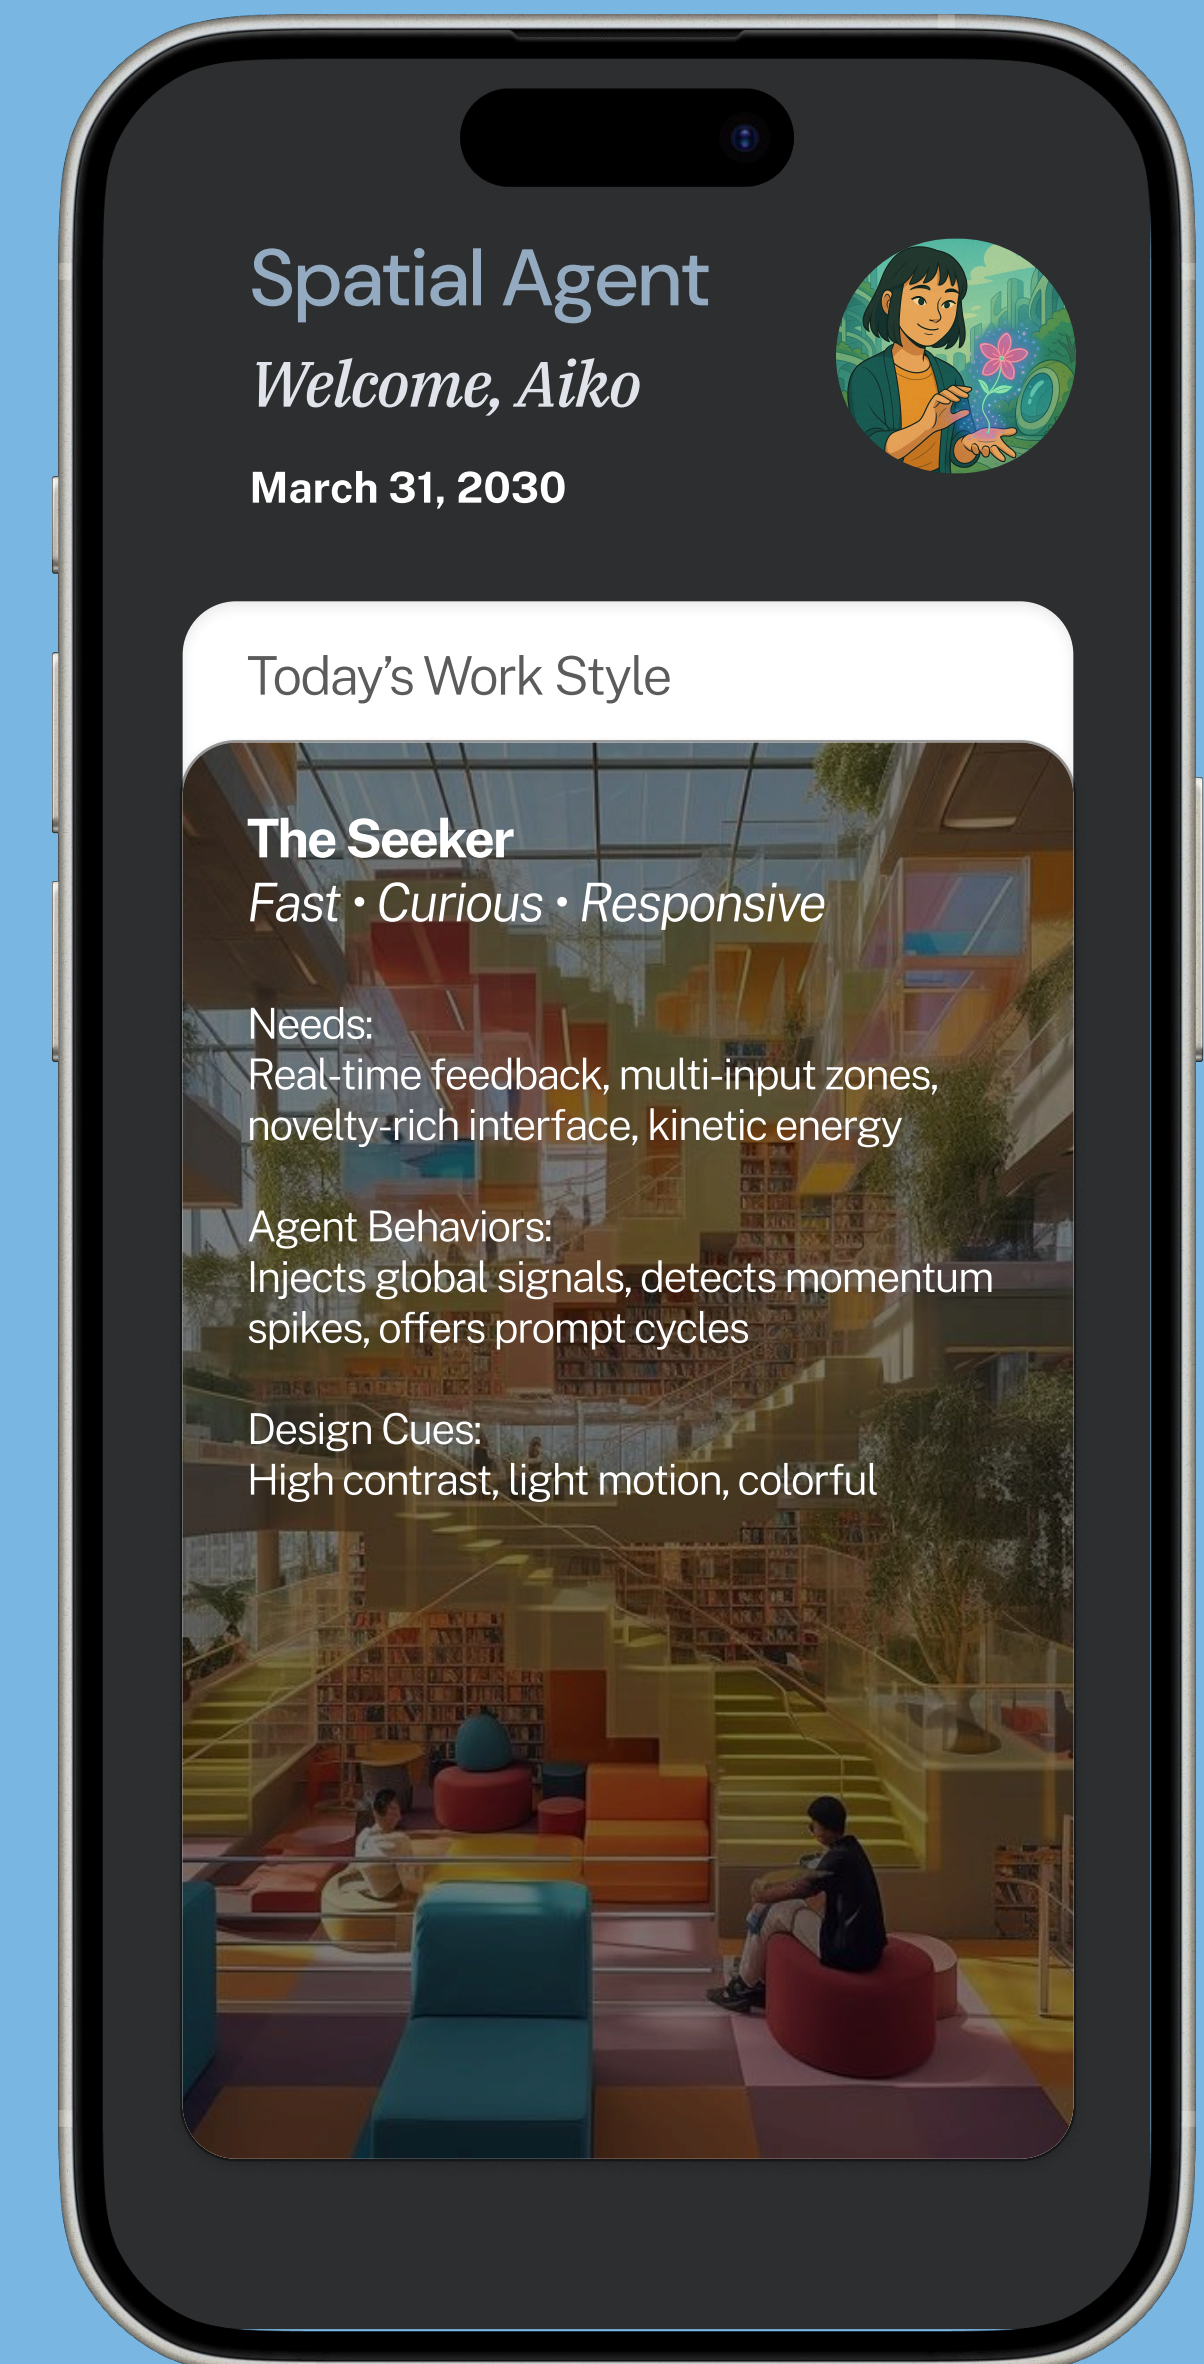 Spatial Agent
Welcome, Aiko
March 31, 2030
Today’s Work Style
The Seeker
Fast • Curious • Responsive
Needs:
Real-time feedback, multi-input zones,
novelty-rich interface, kinetic energy
Agent Behaviors:
Injects global signals, detects momentum
spikes, offers prompt cycles
Design Cues:
High contrast, light motion, colorful